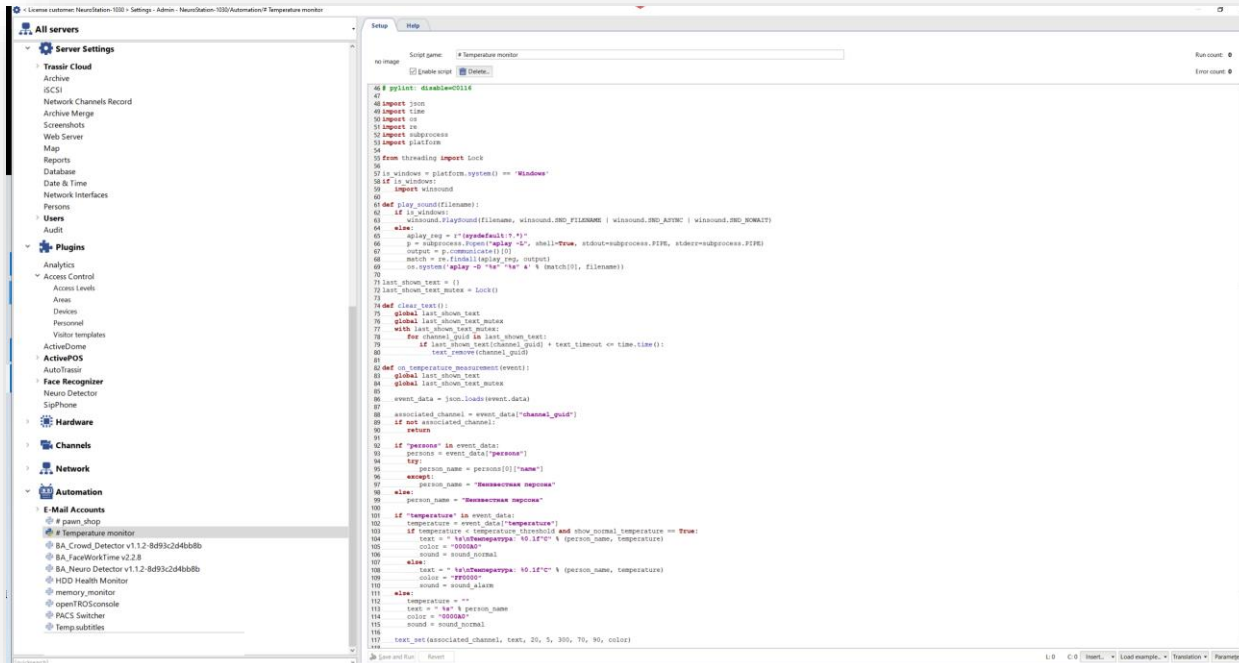 < License customer: NeuroStation-1030 > Settings - Admin - NeuroStation-1030/Automation/# Temperature monitor
All servers
Server Settings
Trassir Cloud
Archive
iSCSI
Network Channels Record
Archive Merge
Screenshots
Web Server
Map
Reports
Database
Date & Time
Network Interfaces
Persons
Users
Audit
Plugins
Analytics
Access Control
Access Levels
Areas
Devices
Personnel
Visitor templates
ActiveDome
ActivePOS
AutoTrassir
Face Recognizer
Neuro Detector
SipPhone
Hardware
Channels
Network
Automation
E-Mail Accounts
# pawn_shop
# Temperature monitor
BA_Crowd_Detector v1.1.2-8d93c2d4bb8b
BA_FaceWorkTime v2.2.8
BA_Neuro Detector v1.1.2-8d93c2d4bb8b
HDD Health Monitor
memory_monitor
openTROSconsole
PACS Switcher
Temp.subtitles
Setup Help
no image
Script name: # Temperature monitor
Run count: 0
Enable script Delete...
Error count: 0
46 # pylint: disable=C0116
47
48 import json
49 import time
50 import os
51 import re
52 import subprocess
53 import platform
54
55 from threading import Lock
56
57 is_windows = platform.system() == 'Windows'
58 if is_windows:
59 import winsound
60
61 def play_sound(filename):
62 if is_windows:
63 winsound.PlaySound(filename, winsound.SND_FILENAME | winsound.SND_ASYNC | winsound.SND_NOWAIT)
64 else:
65 aplay_reg = r"(sysdefault:?.*)"
66 p = subprocess.Popen("aplay -L", shell=True, stdout=subprocess.PIPE, stderr=subprocess.PIPE)
67 output = p.communicate()[0]
68 match = re.findall(aplay_reg, output)
69 os.system('aplay -D "%s" "%s" &' % (match[0], filename))
70
71 last_shown_text = {}
72 last_shown_text_mutex = Lock()
73
74 def clear_text():
75 global last_shown_text
76 global last_shown_text_mutex
77 with last_shown_text_mutex:
78 for channel_guid in last_shown_text:
79 if last_shown_text[channel_guid] + text_timeout <= time.time():
80 text_remove(channel_guid)
81
82 def on_temperature_measurement(event):
83 global last_shown_text
84 global last_shown_text_mutex
85
86 event_data = json.loads(event.data)
87
88 associated_channel = event_data["channel_guid"]
89 if not associated_channel:
90 return
91
92 if "persons" in event_data:
93 persons = event_data["persons"]
94 try:
95 person_name = persons[0]["name"]
96 except:
97 person_name = "Неизвестная персона"
98 else:
99 person_name = "Неизвестная персона"
100
101 if "temperature" in event_data:
102 temperature = event_data["temperature"]
103 if temperature < temperature_threshold and show_normal_temperature == True:
104 text = " %s\nТемпература: %0.1f°C" % (person_name, temperature)
105 color = "0000A0"
106 sound = sound_normal
107 else:
108 text = " %s\nТемпература: %0.1f°C" % (person_name, temperature)
109 color = "FF0000"
110 sound = sound_alarm
111 else:
112 temperature = ""
113 text = " %s" % person_name
114 color = "0000A0"
115 sound = sound_normal
116
117 text_set(associated_channel, text, 20, 5, 300, 70, 90, color)
Save and Run Revert
L: 0 C: 0 Insert... Load example... Translation